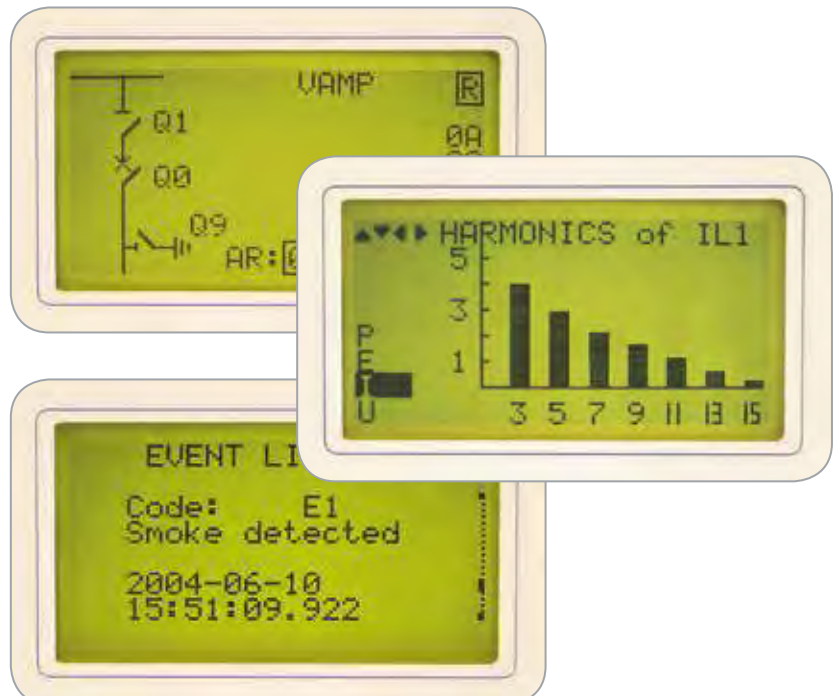 VAMP R
Q1
0A
Q0
Q9
AR:
▲▼◀▶ HARMONICS of IL1
5
3
1
P
E
I
U
3 5 7 9 11 13 15
EVENT LI
Code: E1
Smoke detected
2004-06-10
15:51:09.922